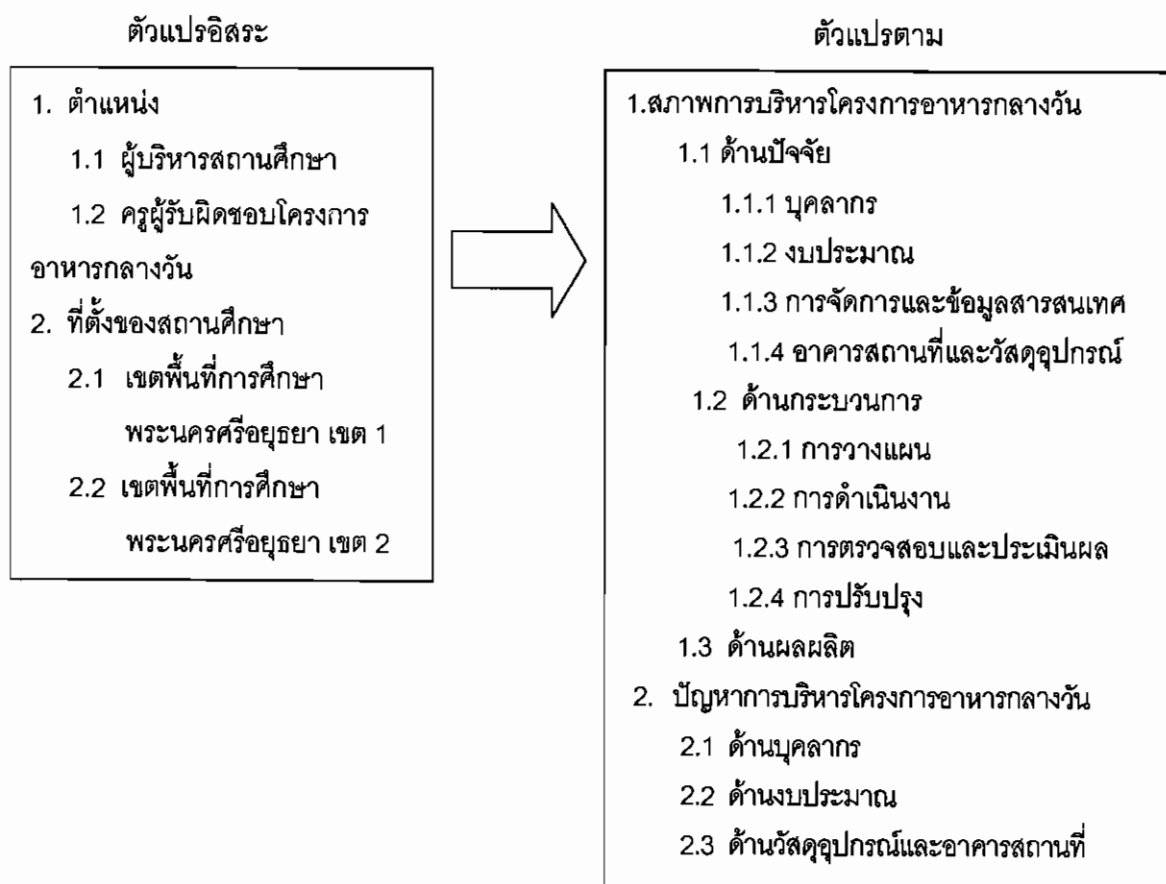 ตัวแปรอิสระ
1. ตำแหน่ง
1.1 ผู้บริหารสถานศึกษา
1.2 ครูผู้รับผิดชอบโครงการ
อาหารกลางวัน
2. ที่ตั้งของสถานศึกษา
2.1 เขตพื้นที่การศึกษา
พระนครศรีอยุธยา เขต 1
2.2 เขตพื้นที่การศึกษา
พระนครศรีอยุธยา เขต 2
ตัวแปรตาม
1.สภาพการบริหารโครงการอาหารกลางวัน
1.1 ด้านปัจจัย
1.1.1 บุคลากร
1.1.2 งบประมาณ
1.1.3 การจัดการและข้อมูลสารสนเทศ
1.1.4 อาคารสถานที่และวัสดุอุปกรณ์
1.2 ด้านกระบวนการ
1.2.1 การวางแผน
1.2.2 การดำเนินงาน
1.2.3 การตรวจสอบและประเมินผล
1.2.4 การปรับปรุง
1.3 ด้านผลผลิต
2. ปัญหาการบริหารโครงการอาหารกลางวัน
2.1 ด้านบุคลากร
2.2 ด้านงบประมาณ
2.3 ด้านวัสดุอุปกรณ์และอาคารสถานที่